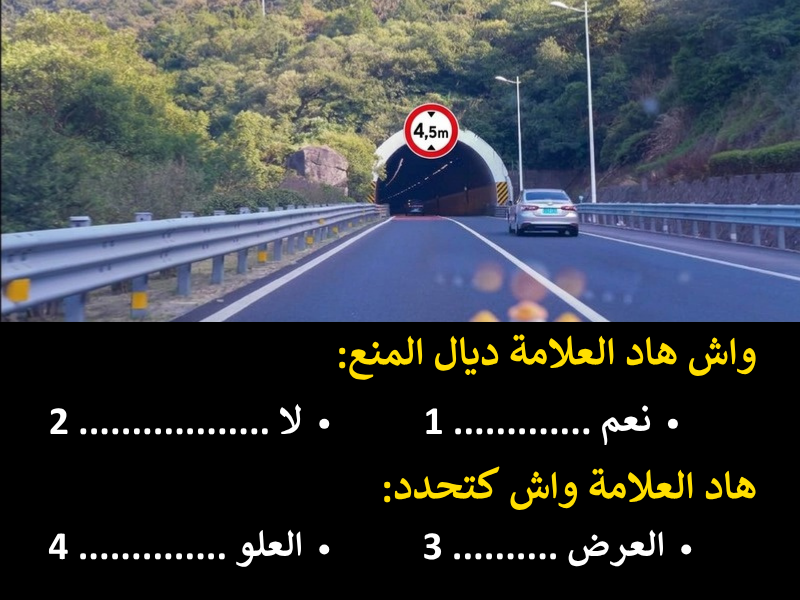 4,5m
واش هاد العلامة ديال المنع:
• نعم ............. 1 • لا .................. 2
هاد العلامة واش كتحدد:
• العرض .......... 3 • العلو .............. 4